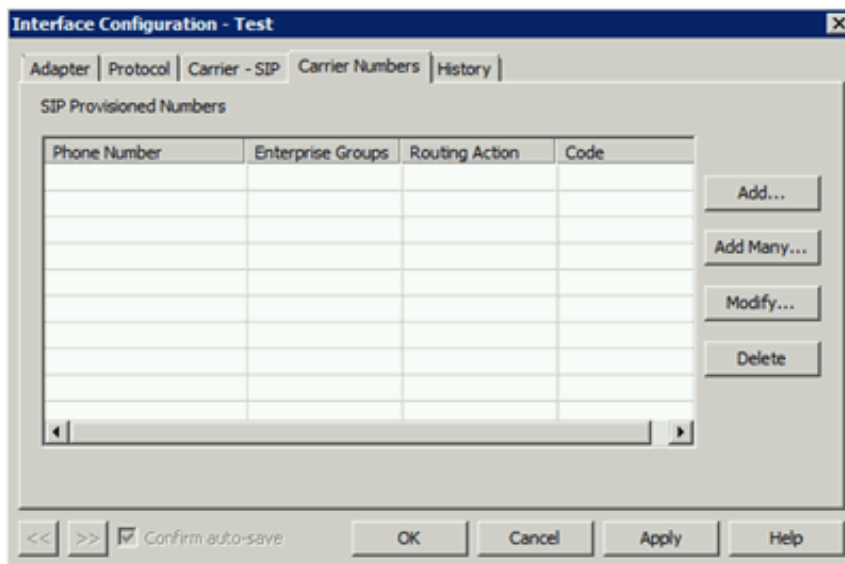 Interface Configuration - Test
Adapter Protocol Carrier - SIP Carrier Numbers History
SIP Provisioned Numbers
Phone Number Enterprise Groups Routing Action Code
Add...
Add Many...
Modify...
Delete
<< >> Confirm auto-save OK Cancel Apply Help